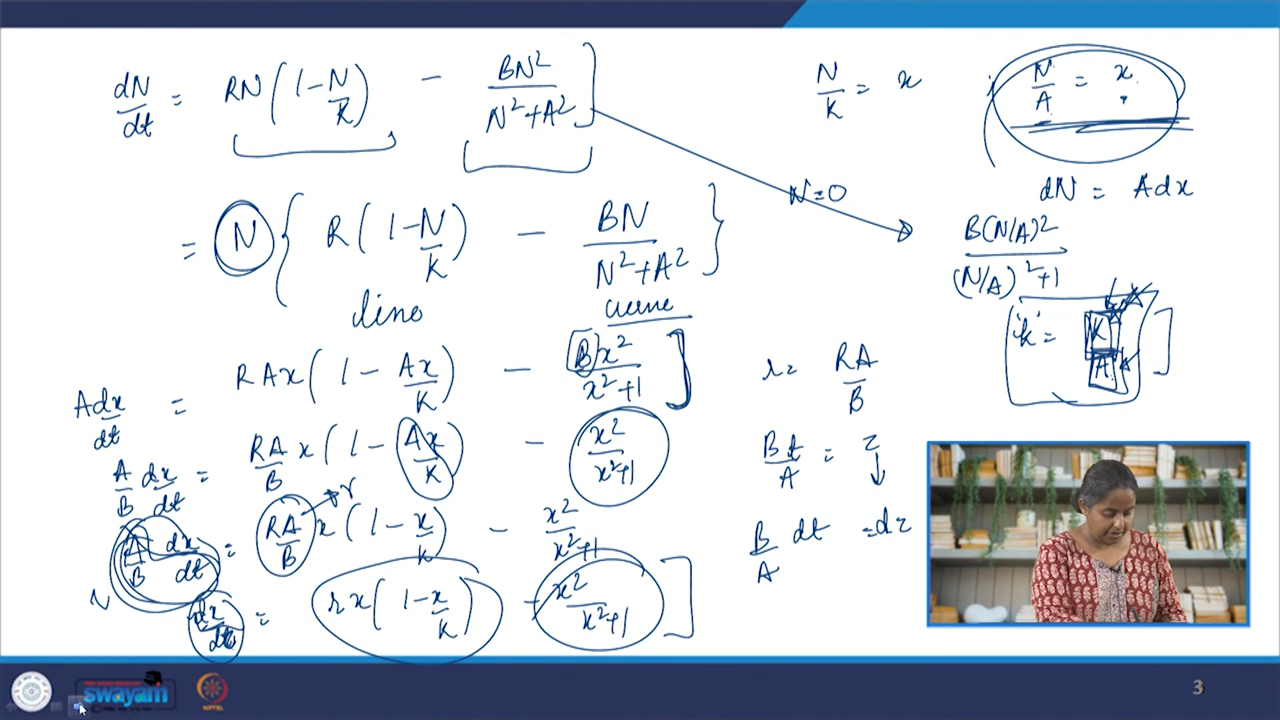 dN/dt = RN(1 - N/K) - BN²/(N²+A²)
N/K = x ; N/A = x
dN = Adx
N=0
B(N/A)²/((N/A)²+1)
= N { R(1 - N/K) - BN/(N²+A²) }
line
curve
'k' = K/A
A dx/dt = RAx(1 - Ax/K) - Bx²/(x²+1)
r = RA/B
A/B dx/dt = RA/B x(1 - Ax/K) - x²/(x²+1)
Bt/A = τ
A/B dx/dt = RA/B x(1 - x/k) - x²/(x²+1)
r
B/A dt = dτ
dx/dτ = rx(1 - x/k) - x²/(x²+1)
3
swayam
NPTEL